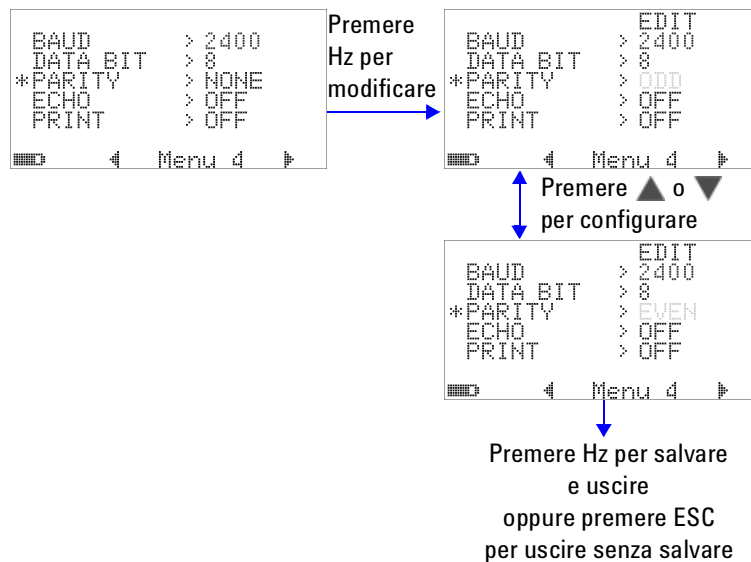 BAUD > 2400
DATA BIT > 8
*PARITY > NONE
ECHO > OFF
PRINT > OFF
Menu 4
Premere
Hz per
modificare
EDIT
BAUD > 2400
DATA BIT > 8
*PARITY > ODD
ECHO > OFF
PRINT > OFF
Menu 4
Premere ▲ o ▼
per configurare
EDIT
BAUD > 2400
DATA BIT > 8
*PARITY > EVEN
ECHO > OFF
PRINT > OFF
Menu 4
Premere Hz per salvare
e uscire
oppure premere ESC
per uscire senza salvare